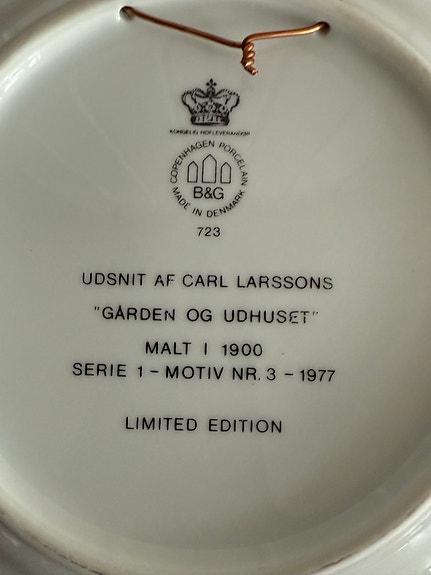 KONGELIG HOFLEVERANDØR
COPENHAGEN PORCELAIN
B&G
MADE IN DENMARK
723
UDSNIT AF CARL LARSSONS
"GÅRDEN OG UDHUSET"
MALT I 1900
SERIE 1 – MOTIV NR. 3 – 1977
LIMITED EDITION